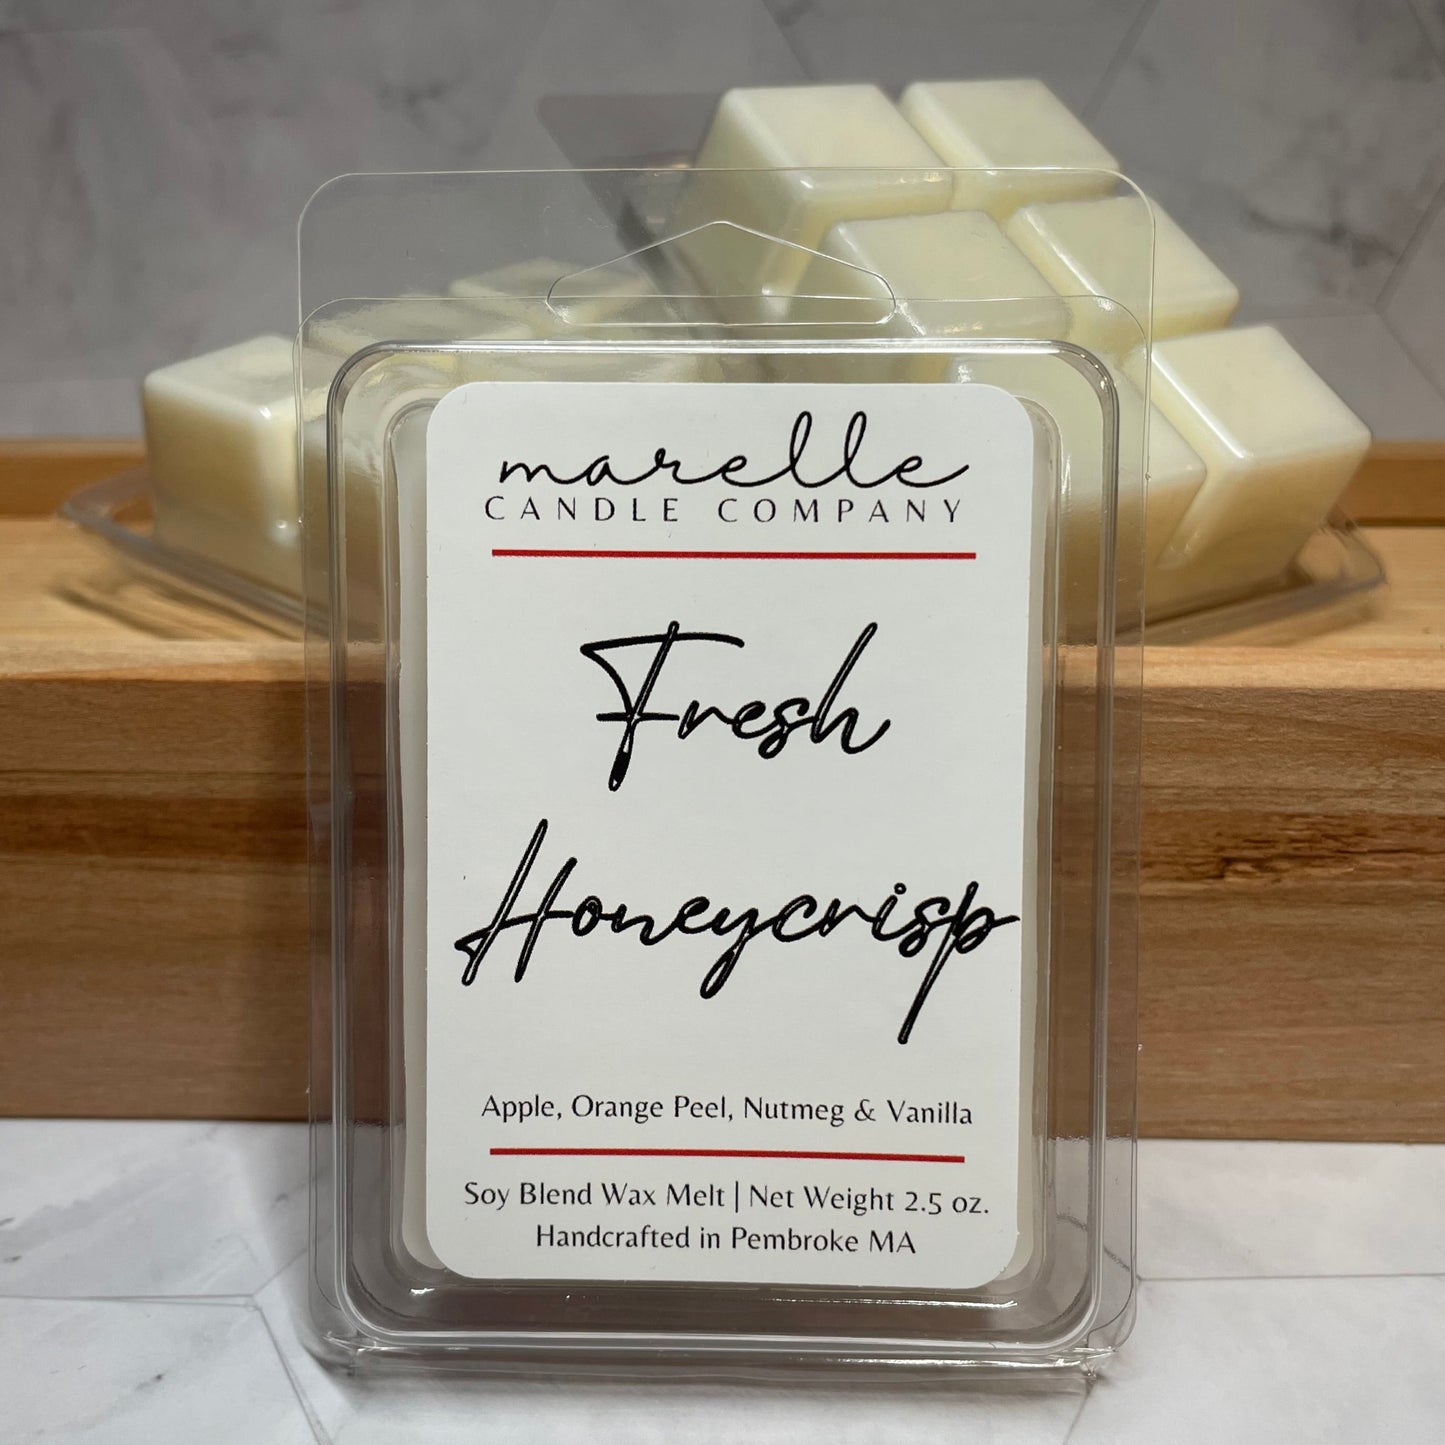 marelle
CANDLE COMPANY
Fresh
Honeycrisp
Apple, Orange Peel, Nutmeg & Vanilla
Soy Blend Wax Melt | Net Weight 2.5 oz.
Handcrafted in Pembroke MA